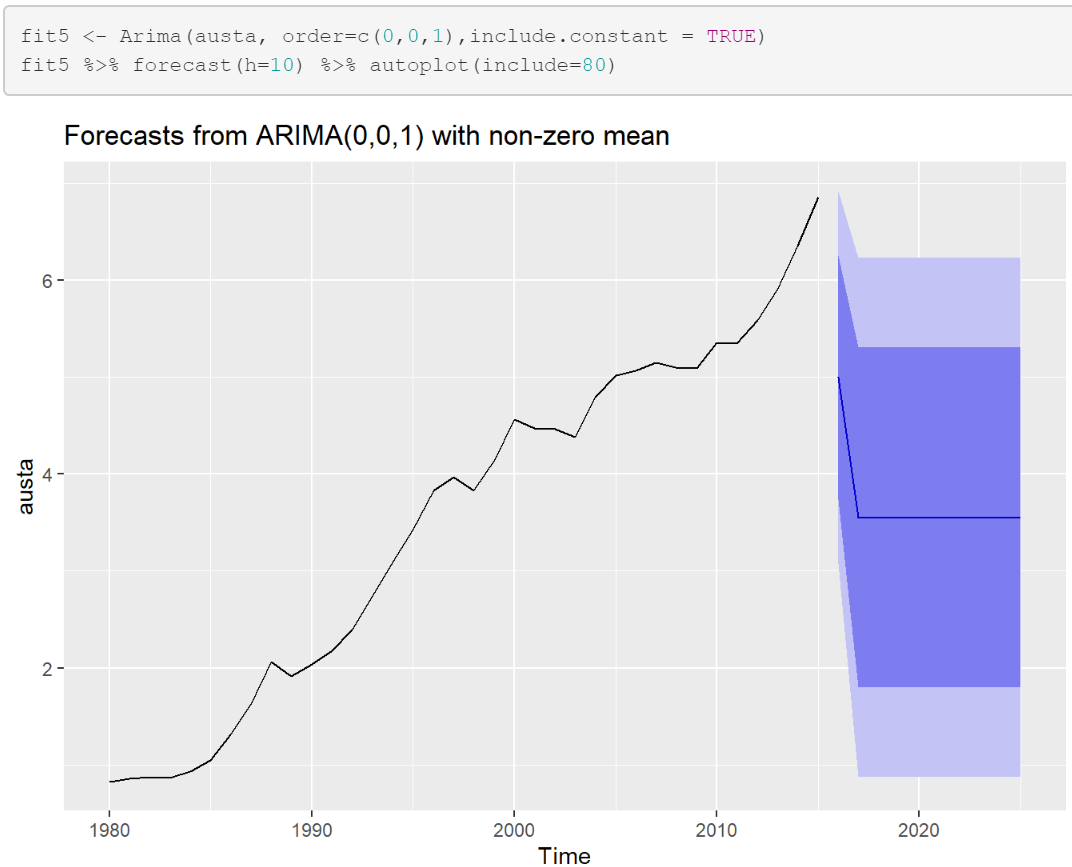 fit5 <- Arima(austa, order=c(0,0,1),include.constant = TRUE)
fit5 %>% forecast(h=10) %>% autoplot(include=80)
Forecasts from ARIMA(0,0,1) with non-zero mean
6
4
2
austa
1980 1990 2000 2010 2020
Time